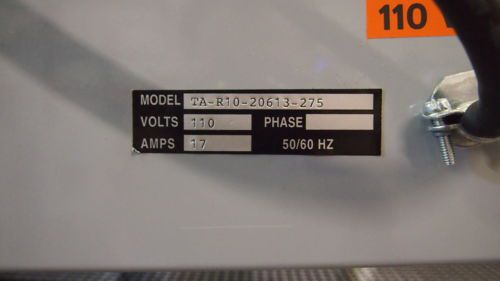 110
MODEL TA-R10-20613-275
VOLTS 110 PHASE
AMPS 17 50/60 HZ